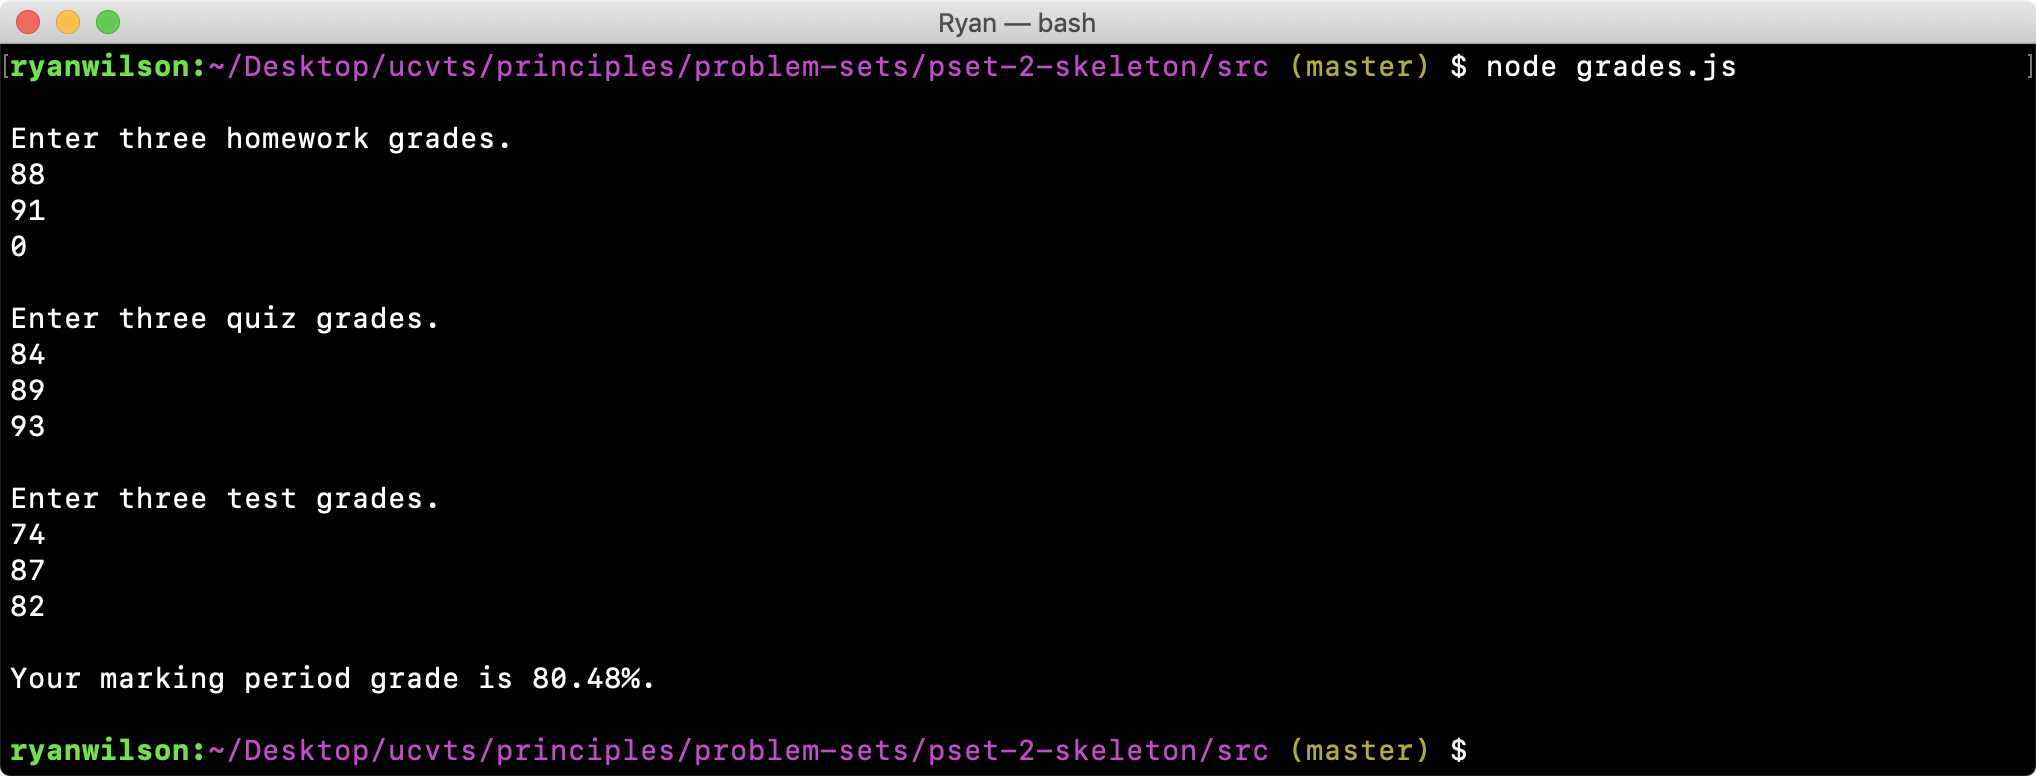 Ryan — bash
[ryanwilson:~/Desktop/ucvts/principles/problem-sets/pset-2-skeleton/src (master) $ node grades.js ]
Enter three homework grades.
88
91
0
Enter three quiz grades.
84
89
93
Enter three test grades.
74
87
82
Your marking period grade is 80.48%.
ryanwilson:~/Desktop/ucvts/principles/problem-sets/pset-2-skeleton/src (master) $